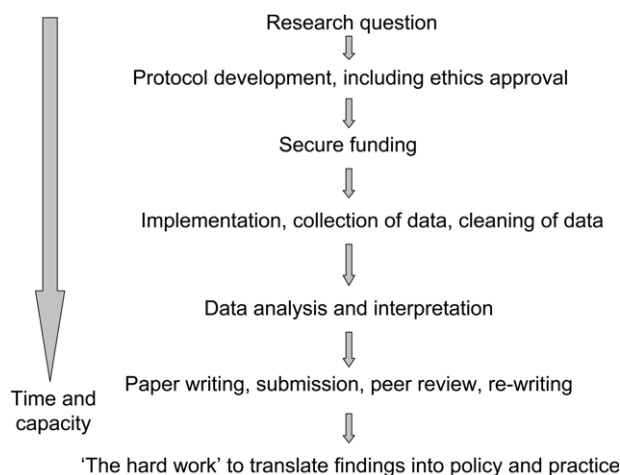 Research question
Protocol development, including ethics approval
Secure funding
Implementation, collection of data, cleaning of data
Data analysis and interpretation
Paper writing, submission, peer review, re-writing
Time and
capacity
‘The hard work’ to translate findings into policy and practice